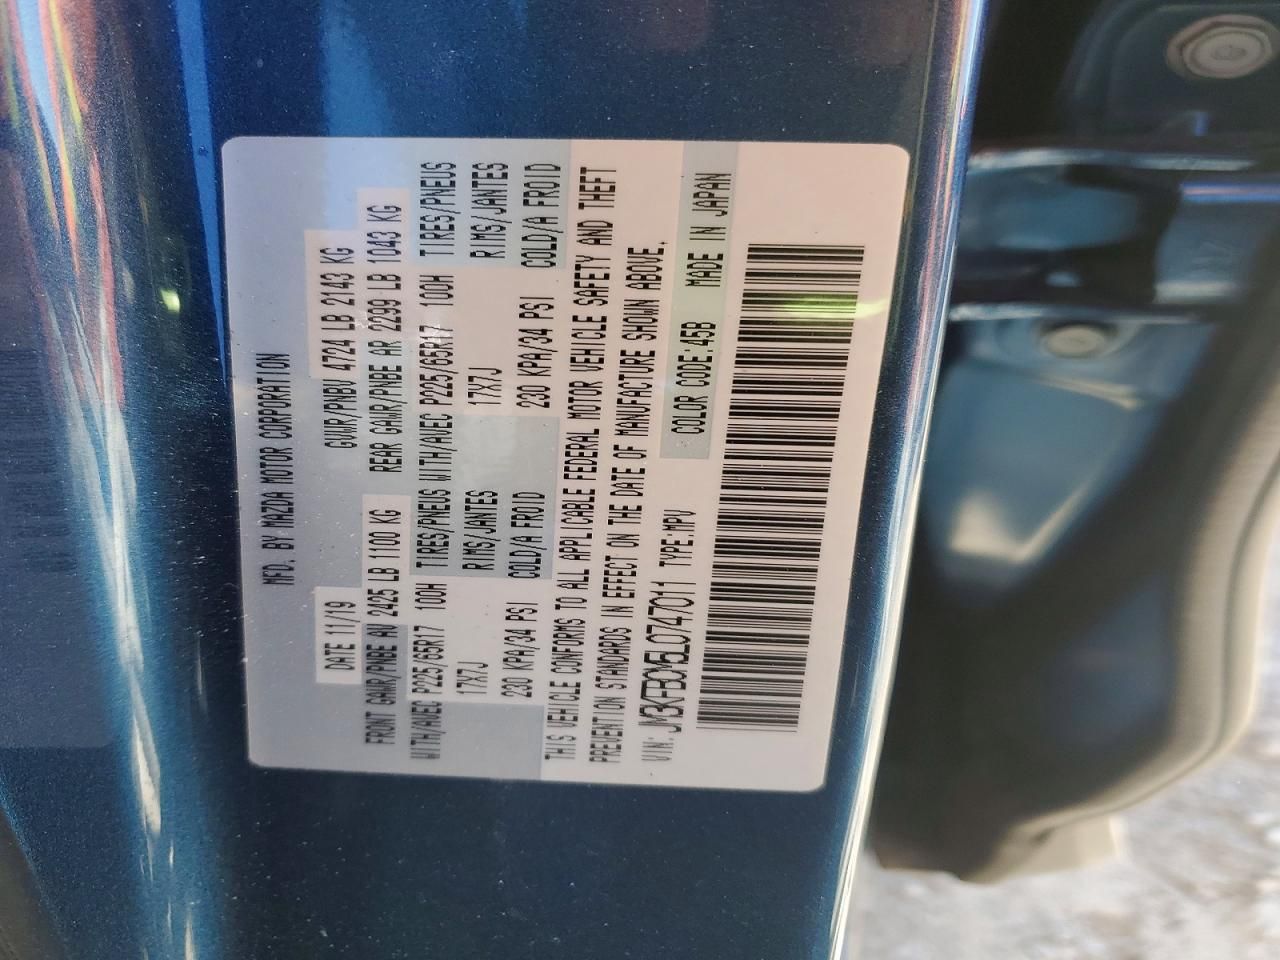 MFD. BY MAZDA MOTOR CORPORATION
DATE 11/19 GVWR/PNBV 4724 LB 2143 KG
FRONT GAWR/PNBE AV 2425 LB 1100 KG REAR GAWR/PNBE AR 2299 LB 1043 KG
WITH/AVEC P225/65R17 100H TIRES/PNEUS WITH/AVEC P225/65R17 100H TIRES/PNEUS
17X7J RIMS/JANTES 17X7J RIMS/JANTES
230 KPA/34 PSI COLD/A FROID 230 KPA/34 PSI COLD/A FROID
THIS VEHICLE CONFORMS TO ALL APPLICABLE FEDERAL MOTOR VEHICLE SAFETY AND THEFT
PREVENTION STANDARDS IN EFFECT ON THE DATE OF MANUFACTURE SHOWN ABOVE.
VIN: JM3KFBCM5L0747011 TYPE:MPV
COLOR CODE:45B MADE IN JAPAN